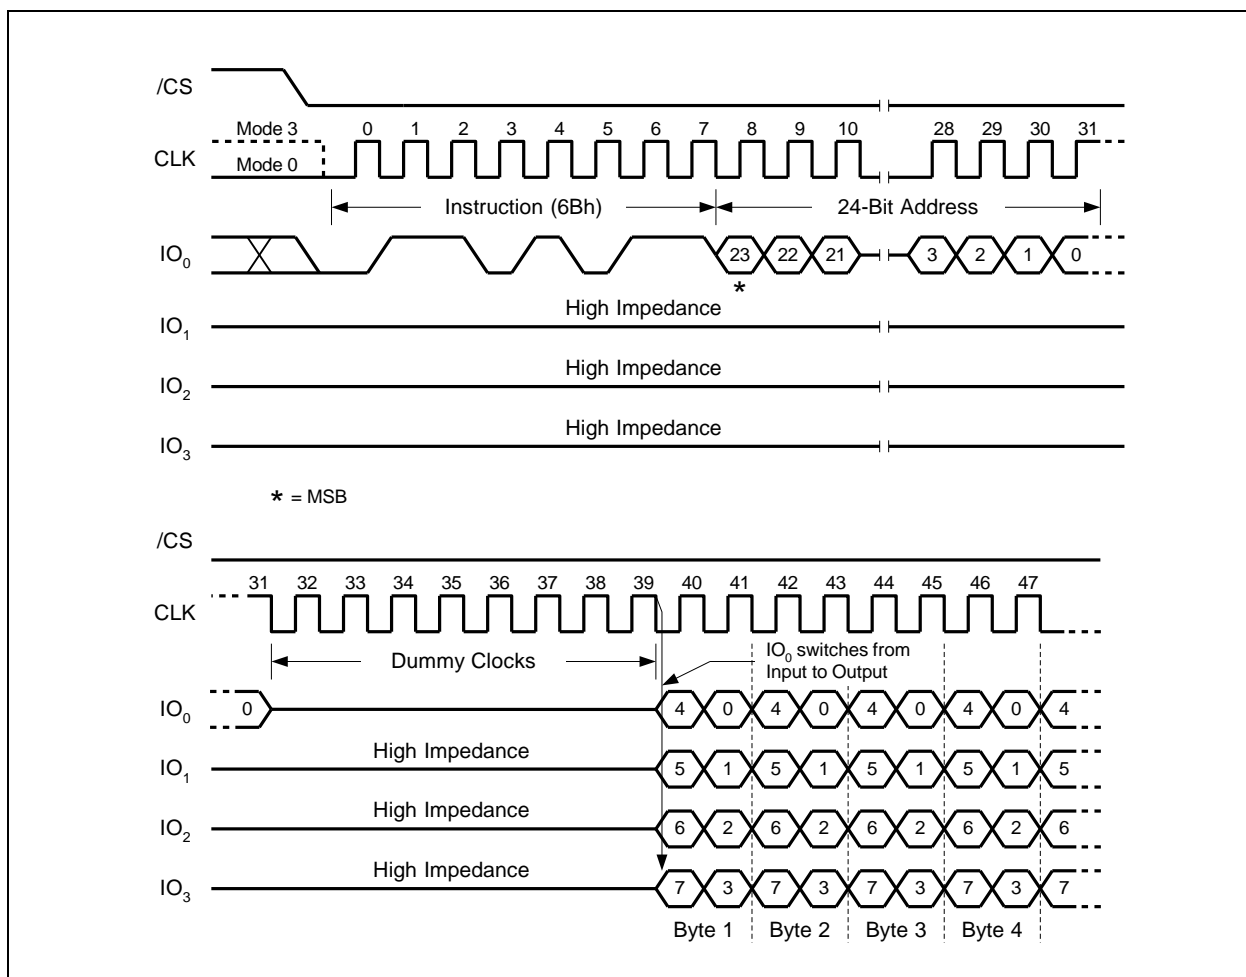 /CS
Mode 3 0 1 2 3 4 5 6 7 8 9 10 28 29 30 31
CLK
Mode 0
Instruction (6Bh) 24-Bit Address
IO0 23 22 21 3 2 1 0
*
High Impedance
IO1
High Impedance
IO2
High Impedance
IO3
* = MSB
/CS
31 32 33 34 35 36 37 38 39 40 41 42 43 44 45 46 47
CLK
IO0 switches from
Input to Output
Dummy Clocks
IO0 0 4 0 4 0 4 0 4 0 4
High Impedance
IO1 5 1 5 1 5 1 5 1 5
High Impedance
IO2 6 2 6 2 6 2 6 2 6
High Impedance
IO3 7 3 7 3 7 3 7 3 7
Byte 1 Byte 2 Byte 3 Byte 4